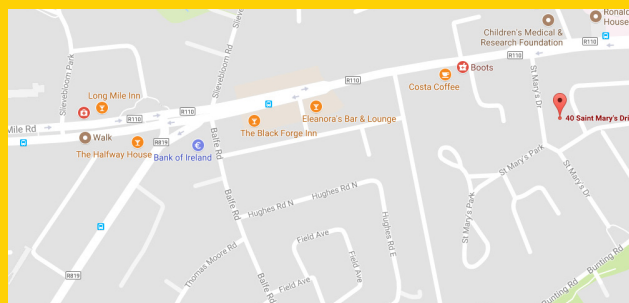 Ronald
House
Children's Medical &
Research Foundation
Slievebloom Park
Slievebloom Rd
R110
R110
Boots
Costa Coffee
St Mary's Dr
40 Saint Mary's Dri
Long Mile Inn
R110
R110
Eleanora's Bar & Lounge
The Black Forge Inn
Mile Rd
Walk
R819
The Halfway House
Bank of Ireland
Balfe Rd
St Mary's Park
St Mary's Dr
St Mary's Park
Hughes Rd N
Hughes Rd N
Hughes Rd E
Thomas Moore Rd
Field Ave
Field Ave
Balfe Rd
R819
Bunting Rd
Bunting Rd